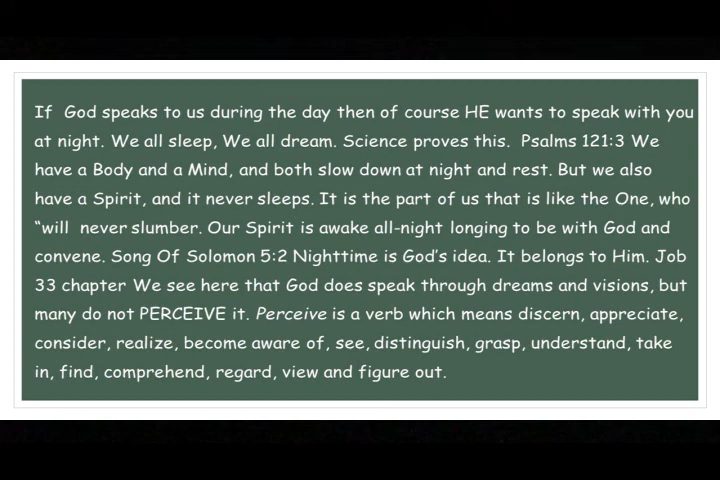 If God speaks to us during the day then of course HE wants to speak with you
at night. We all sleep, We all dream. Science proves this. Psalms 121:3 We
have a Body and a Mind, and both slow down at night and rest. But we also
have a Spirit, and it never sleeps. It is the part of us that is like the One, who
“will never slumber. Our Spirit is awake all-night longing to be with God and
convene. Song Of Solomon 5:2 Nighttime is God’s idea. It belongs to Him. Job
33 chapter We see here that God does speak through dreams and visions, but
many do not PERCEIVE it. Perceive is a verb which means discern, appreciate,
consider, realize, become aware of, see, distinguish, grasp, understand, take
in, find, comprehend, regard, view and figure out.